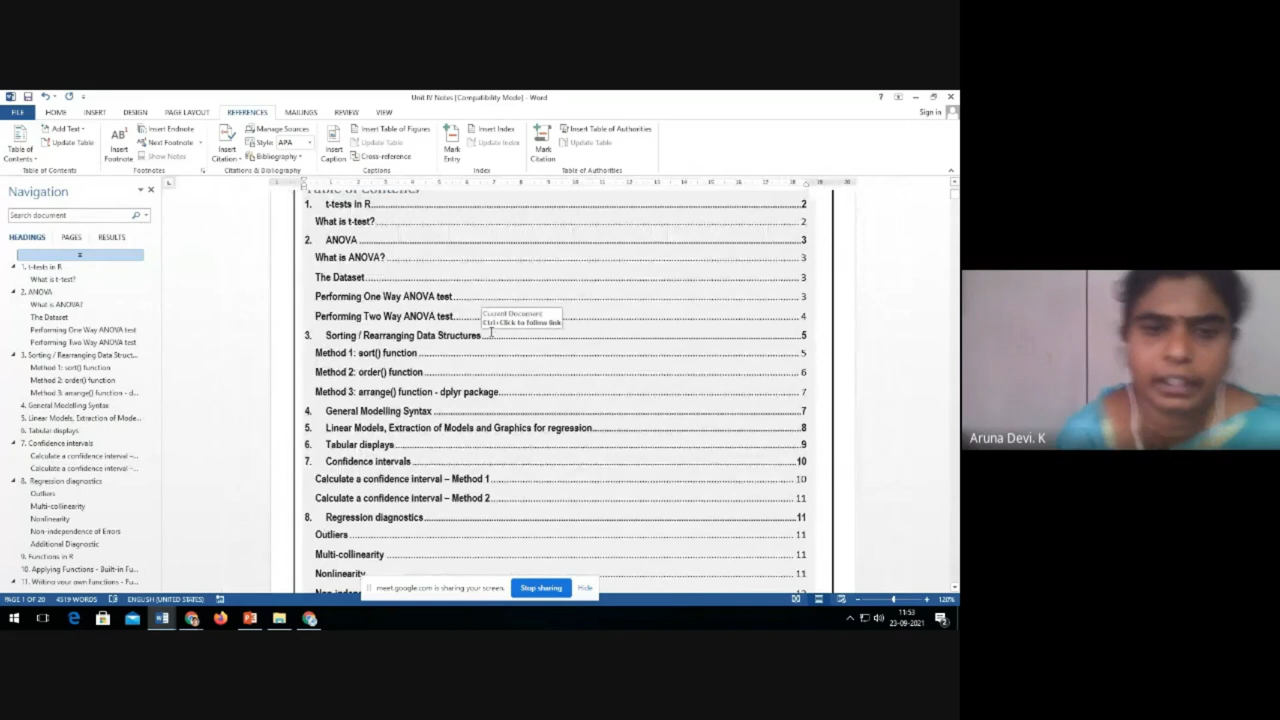 Unit IV Notes [Compatibility Mode] - Word
?
FILE HOME INSERT DESIGN PAGE LAYOUT REFERENCES MAILINGS REVIEW VIEW Sign in
Add Text Insert Endnote Manage Sources Insert Table of Figures Insert Index Insert Table of Authorities
AB1 Update Table Next Footnote Style: APA Update Table Update Index Update Table
Table of Contents Insert Footnote Show Notes Insert Citation Bibliography Insert Caption Cross-reference Mark Entry Mark Citation
Table of Contents Footnotes Citations & Bibliography Captions Index Table of Authorities
Navigation
Search document
HEADINGS PAGES RESULTS
1. t-tests in R
What is t-test?
2. ANOVA
What is ANOVA?
The Dataset
Performing One Way ANOVA test
Performing Two Way ANOVA test
3. Sorting / Rearranging Data Struct...
Method 1: sort() function
Method 2: order() function
Method 3: arrange() function - d...
4. General Modelling Syntax
5. Linear Models, Extraction of Mode...
6. Tabular displays
7. Confidence intervals
Calculate a confidence interval –...
Calculate a confidence interval –...
8. Regression diagnostics
Outliers
Multi-collinearity
Nonlinearity
Non-independence of Errors
Additional Diagnostic
9. Functions in R
10. Applying Functions - Built-in Fu...
11. Writing your own functions - Fu...
Table of Contents
1. t-tests in R 2
What is t-test? 2
2. ANOVA 3
What is ANOVA? 3
The Dataset 3
Performing One Way ANOVA test 3
Performing Two Way ANOVA test 4
Current Document
Ctrl+Click to follow link
3. Sorting / Rearranging Data Structures 5
Method 1: sort() function 5
Method 2: order() function 6
Method 3: arrange() function - dplyr package 7
4. General Modelling Syntax 7
5. Linear Models, Extraction of Models and Graphics for regression 8
6. Tabular displays 9
7. Confidence intervals 10
Calculate a confidence interval – Method 1 10
Calculate a confidence interval – Method 2 11
8. Regression diagnostics 11
Outliers 11
Multi-collinearity 11
Nonlinearity 11
meet.google.com is sharing your screen. Stop sharing Hide
PAGE 1 OF 20 4519 WORDS ENGLISH (UNITED STATES) 120%
11:53
23-09-2021
Aruna Devi. K